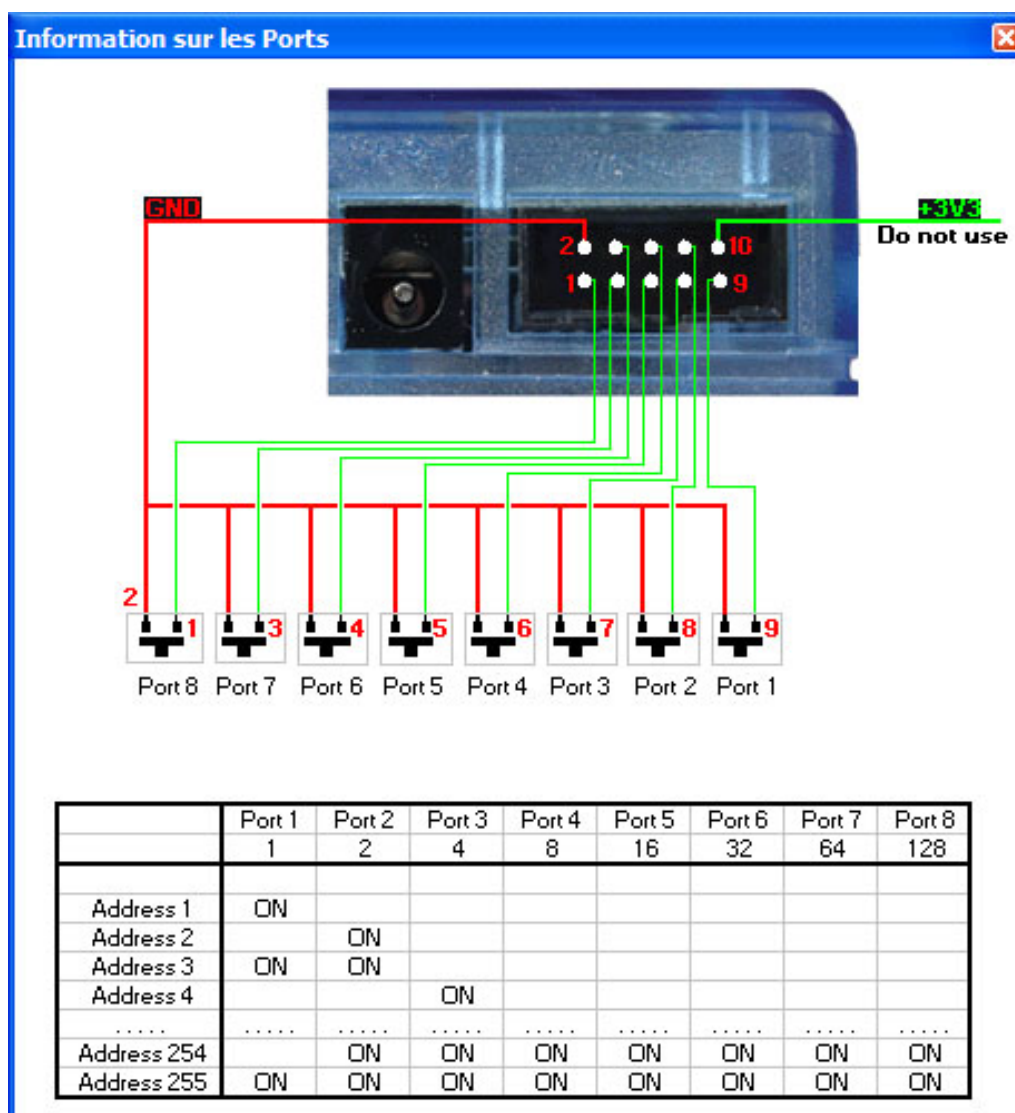 Information sur les Ports
GND +3V3
Do not use
2 10
1 9
2
1 3 4 5 6 7 8 9
Port 8 Port 7 Port 6 Port 5 Port 4 Port 3 Port 2 Port 1
Port 1 Port 2 Port 3 Port 4 Port 5 Port 6 Port 7 Port 8
1 2 4 8 16 32 64 128
Address 1 ON
Address 2 ON
Address 3 ON ON
Address 4 ON
. . . . . . . . . . . . . . . . . . . . . . . . . . . . . . . . . . . . . . . . . . . . .
Address 254 ON ON ON ON ON ON ON
Address 255 ON ON ON ON ON ON ON ON